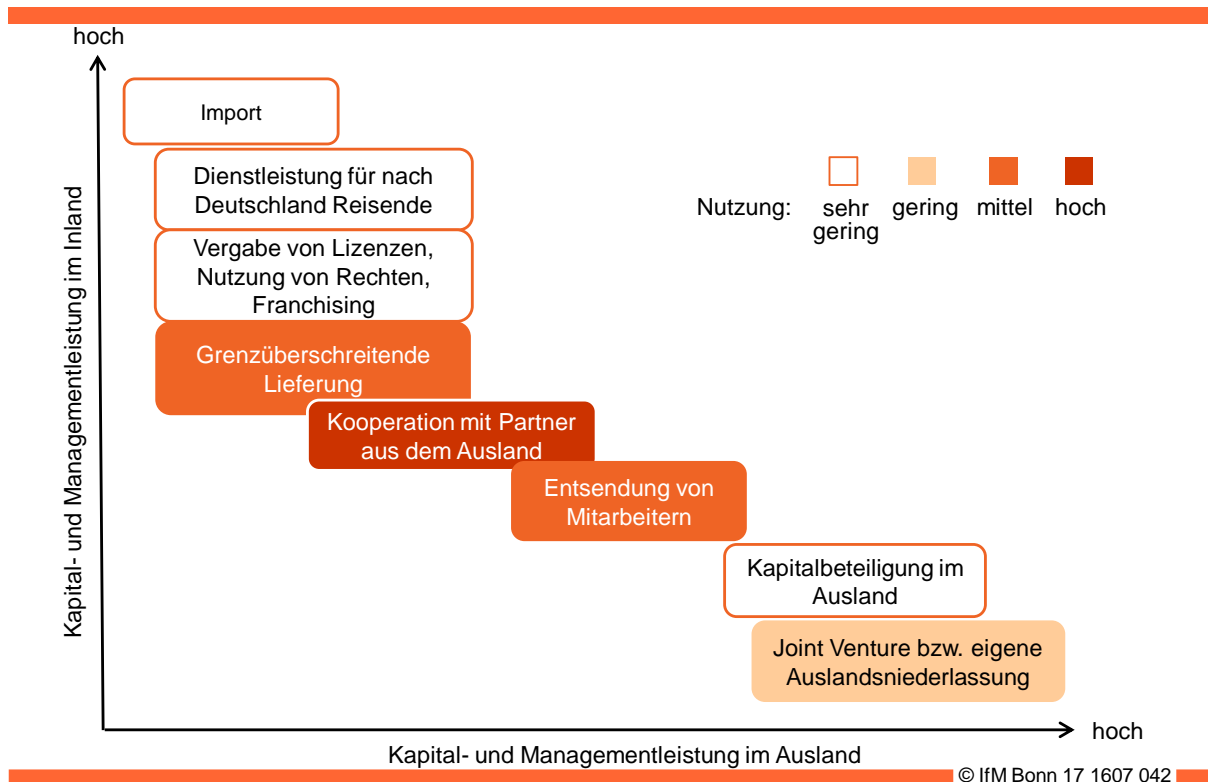 hoch
Import
Dienstleistung für nach
Deutschland Reisende
Vergabe von Lizenzen,
Nutzung von Rechten,
Franchising
Grenzüberschreitende
Lieferung
Kooperation mit Partner
aus dem Ausland
Entsendung von
Mitarbeitern
Kapitalbeteiligung im
Ausland
Joint Venture bzw. eigene
Auslandsniederlassung
Nutzung:
sehr
gering
gering
mittel
hoch
Kapital- und Managementleistung im Inland
hoch
Kapital- und Managementleistung im Ausland
© IfM Bonn 17 1607 042